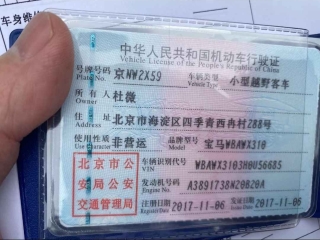 车身
中华人民共和国机动车行驶证
Vehicle License of the People's Republic of China
号牌号码 京NW2X59 车辆类型 小型越野客车
Plate No. Vehicle Type
所有人 杜微
Owner
住址 北京市海淀区四季青西冉村Z88号
Address
使用性质 非营运 品牌型号 宝马WBAWX310
Use Character Model
北京市公
安局公安
交通管理局
车辆识别代号 WBAWX3103H0U56685
VIN
发动机号码 A3891738N20B20A
Engine No.
注册日期 2017-11-06 发证日期 2017-11-06
Register Date Issue Date